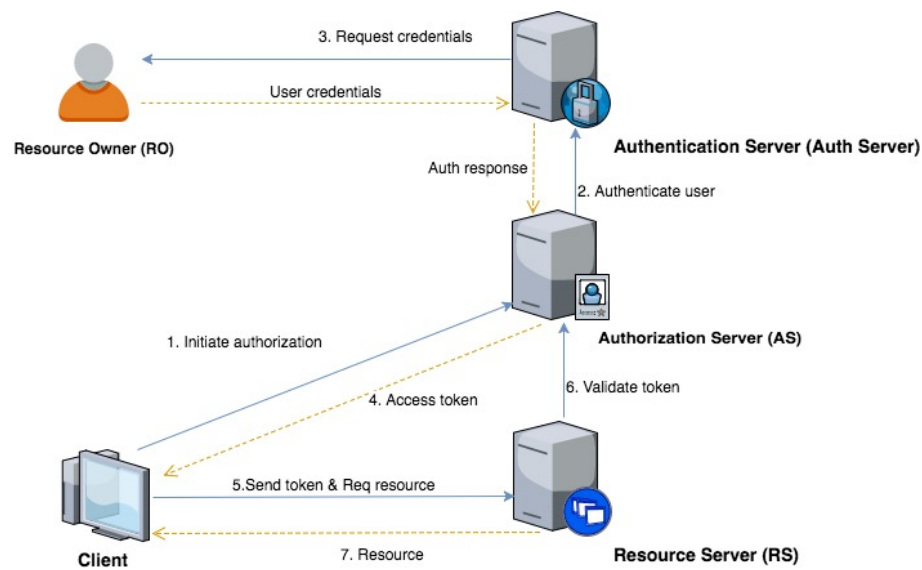 3. Request credentials
User credentials
Resource Owner (RO)
Authentication Server (Auth Server)
Auth response
2. Authenticate user
1. Initiate authorization
Authorization Server (AS)
4. Access token
6. Validate token
5.Send token & Req resource
7. Resource
Client
Resource Server (RS)